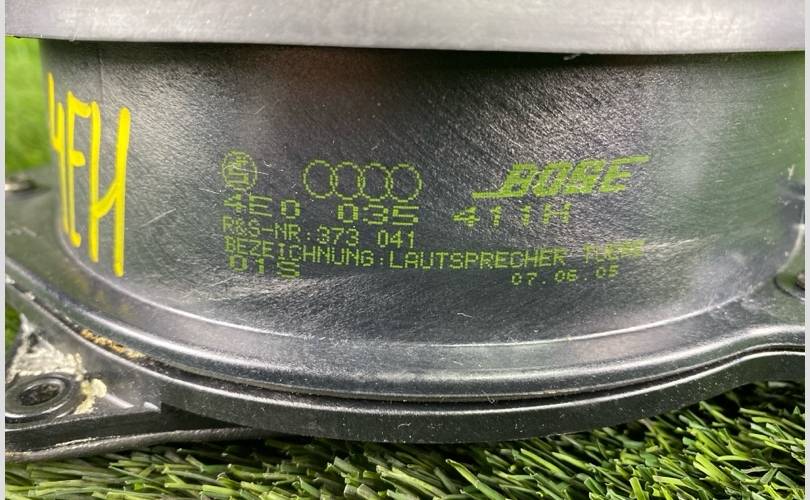 4EH
BOSE
4E0 035 411H
R&S-NR:373 041
BEZEICHNUNG:LAUTSPRECHER
01S
07.06.05